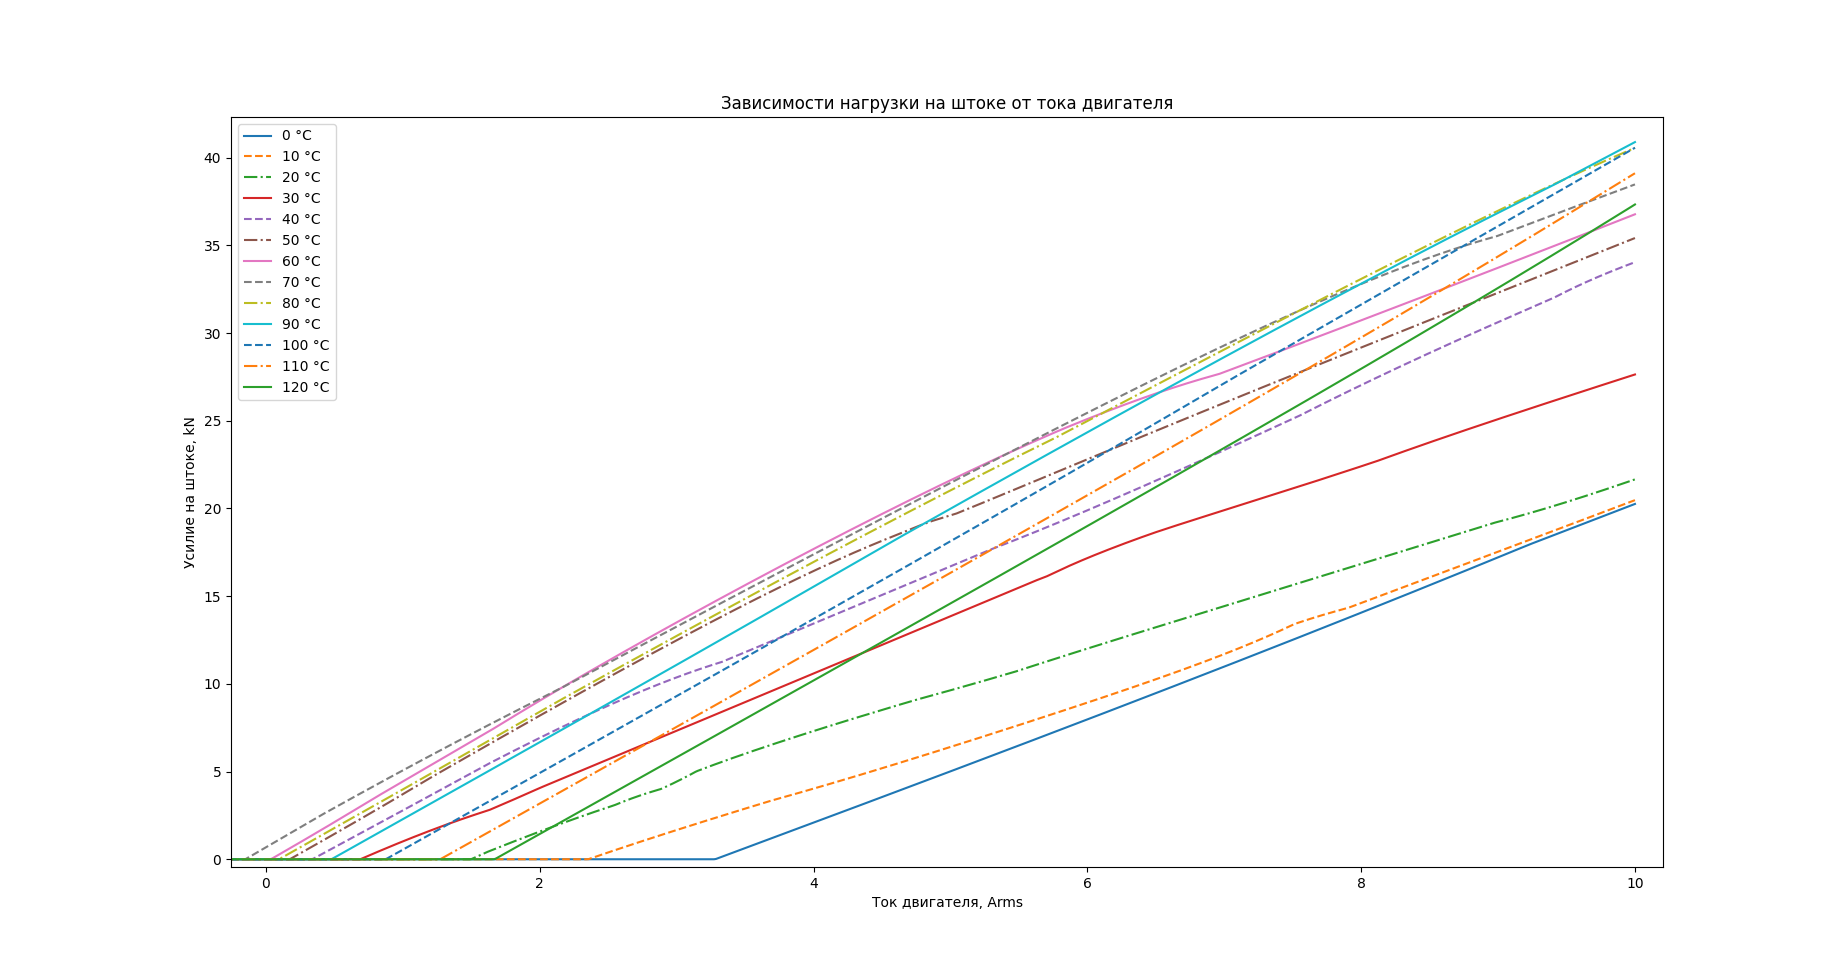 Зависимости нагрузки на штоке от тока двигателя
0 °C
10 °C
20 °C
30 °C
40 °C
50 °C
60 °C
70 °C
80 °C
90 °C
100 °C
110 °C
120 °C
40
35
30
25
20
15
10
5
0
Усилие на штоке, kN
0 2 4 6 8 10
Ток двигателя, Arms